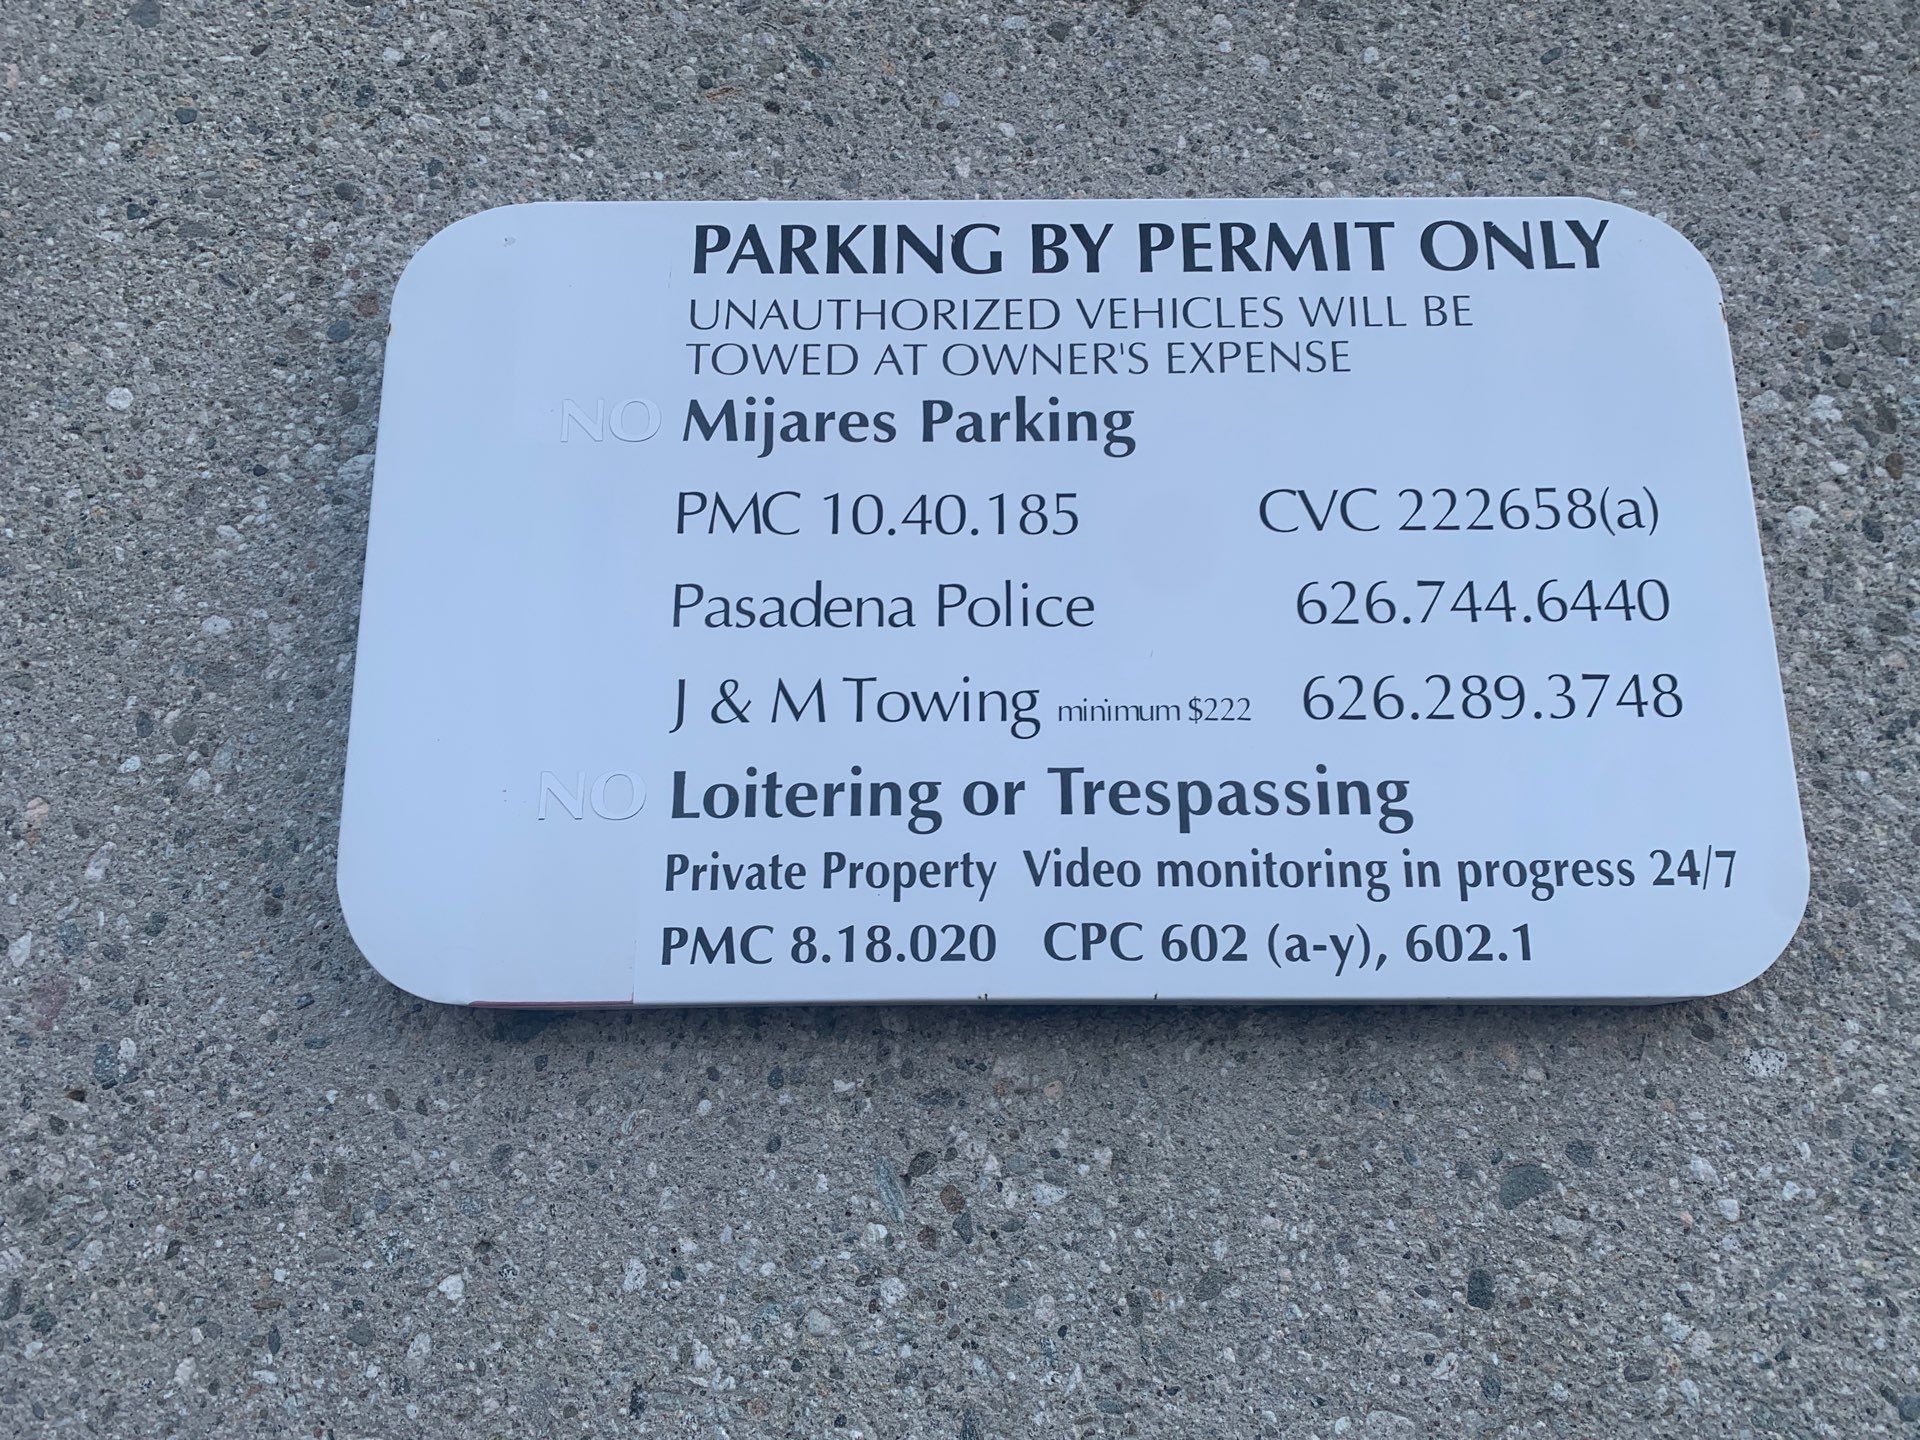 PARKING BY PERMIT ONLY
UNAUTHORIZED VEHICLES WILL BE
TOWED AT OWNER'S EXPENSE
NO Mijares Parking
PMC 10.40.185 CVC 222658(a)
Pasadena Police 626.744.6440
J & M Towing minimum $222 626.289.3748
NO Loitering or Trespassing
Private Property Video monitoring in progress 24/7
PMC 8.18.020 CPC 602 (a-y), 602.1